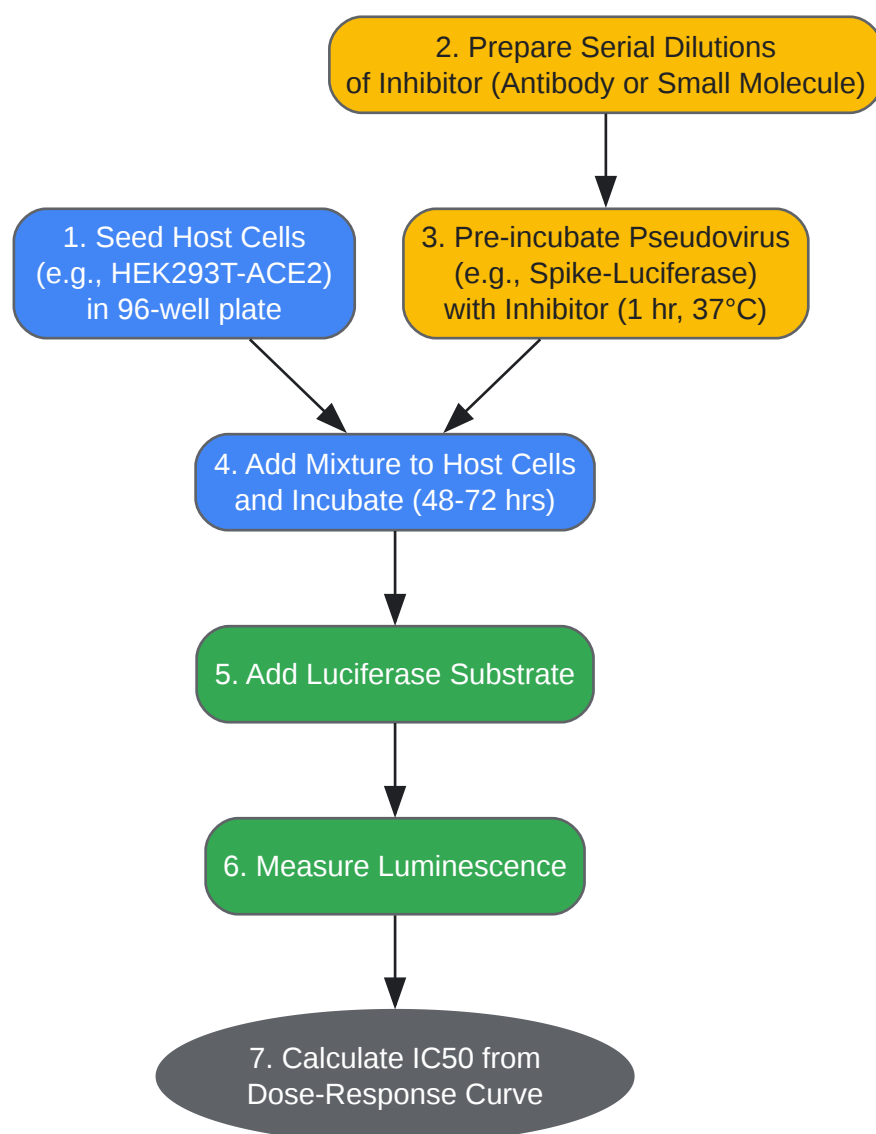 2. Prepare Serial Dilutions
of Inhibitor (Antibody or Small Molecule)
1. Seed Host Cells
(e.g., HEK293T-ACE2)
in 96-well plate
3. Pre-incubate Pseudovirus
(e.g., Spike-Luciferase)
with Inhibitor (1 hr, 37°C)
4. Add Mixture to Host Cells
and Incubate (48-72 hrs)
5. Add Luciferase Substrate
6. Measure Luminescence
7. Calculate IC50 from
Dose-Response Curve